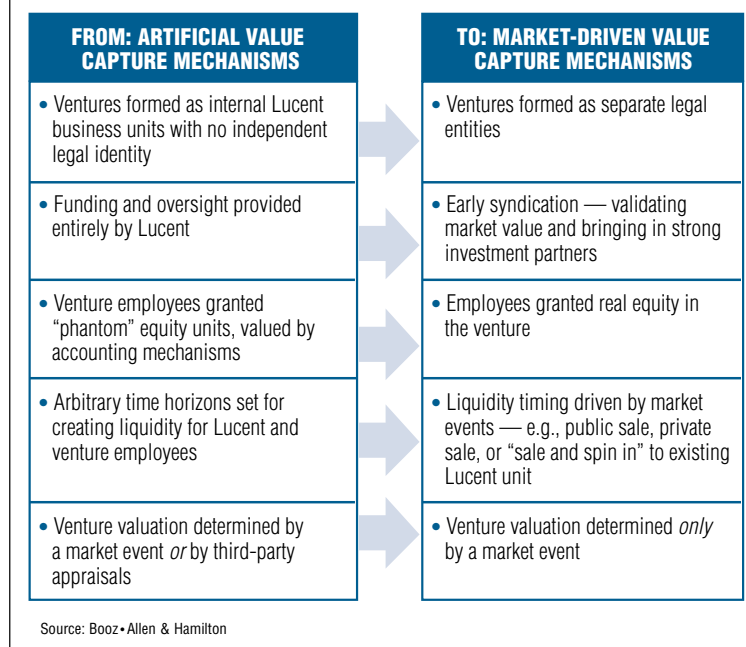 FROM: ARTIFICIAL VALUE
CAPTURE MECHANISMS
• Ventures formed as internal Lucent
business units with no independent
legal identity
• Funding and oversight provided
entirely by Lucent
• Venture employees granted
“phantom” equity units, valued by
accounting mechanisms
• Arbitrary time horizons set for
creating liquidity for Lucent and
venture employees
• Venture valuation determined by
a market event or by third-party
appraisals
TO: MARKET-DRIVEN VALUE
CAPTURE MECHANISMS
• Ventures formed as separate legal
entities
• Early syndication — validating
market value and bringing in strong
investment partners
• Employees granted real equity in
the venture
• Liquidity timing driven by market
events — e.g., public sale, private
sale, or “sale and spin in” to existing
Lucent unit
• Venture valuation determined only
by a market event
Source: Booz•Allen & Hamilton